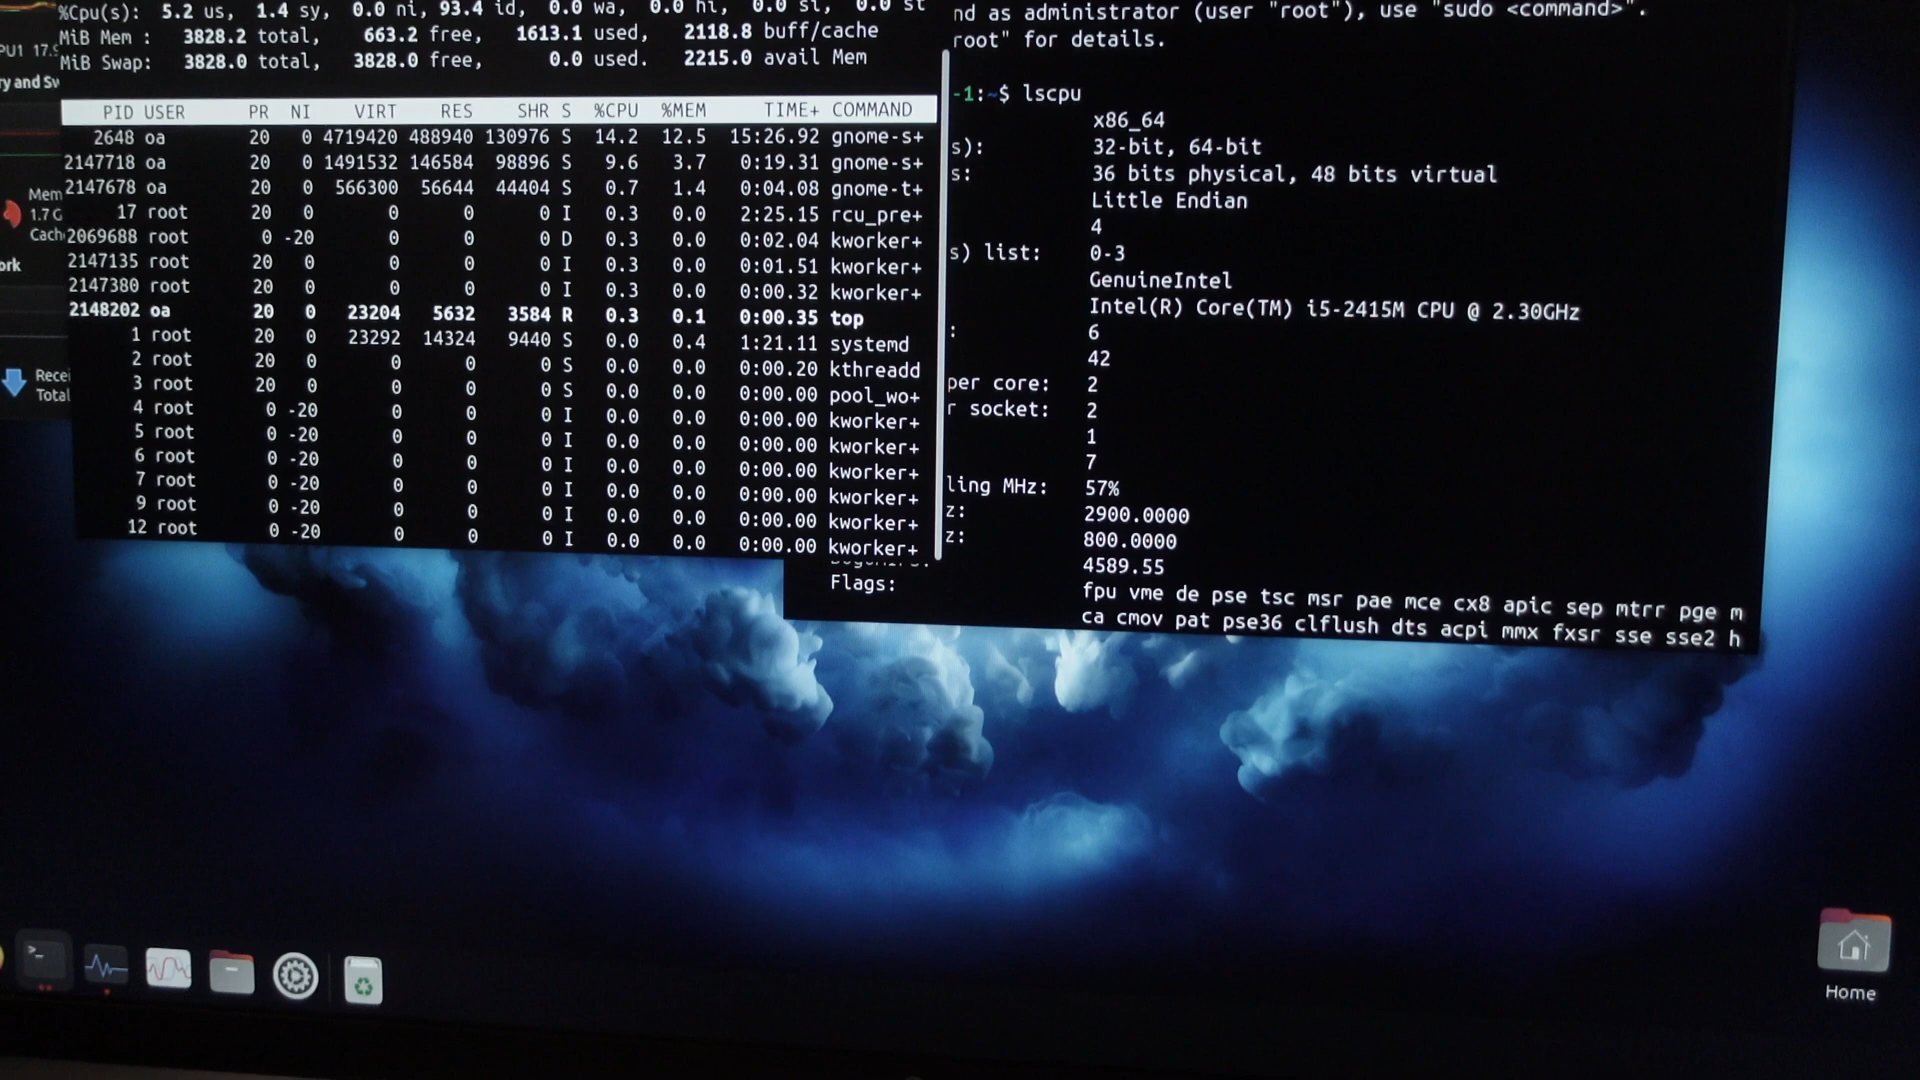 %Cpu(s):  5.2 us,  1.4 sy,  0.0 ni, 93.4 id,  0.0 wa,  0.0 hi,  0.0 si,  0.0 st
MiB Mem :   3828.2 total,    663.2 free,   1613.1 used,   2118.8 buff/cache
MiB Swap:   3828.0 total,   3828.0 free,      0.0 used.   2215.0 avail Mem
PID USER PR NI VIRT RES SHR S %CPU %MEM TIME+ COMMAND
2648 oa 20 0 4719420 488940 130976 S 14.2 12.5 15:26.92 gnome-s+
2147718 oa 20 0 1491532 146584 98896 S 9.6 3.7 0:19.31 gnome-s+
2147678 oa 20 0 566300 56644 44404 S 0.7 1.4 0:04.08 gnome-t+
17 root 20 0 0 0 0 I 0.3 0.0 2:25.15 rcu_pre+
2069688 root 0 -20 0 0 0 D 0.3 0.0 0:02.04 kworker+
2147135 root 20 0 0 0 0 I 0.3 0.0 0:01.51 kworker+
2147380 root 20 0 0 0 0 I 0.3 0.0 0:00.32 kworker+
2148202 oa 20 0 23204 5632 3584 R 0.3 0.1 0:00.35 top
1 root 20 0 23292 14324 9440 S 0.0 0.4 1:21.11 systemd
2 root 20 0 0 0 0 S 0.0 0.0 0:00.20 kthreadd
3 root 20 0 0 0 0 S 0.0 0.0 0:00.00 pool_wo+
4 root 0 -20 0 0 0 I 0.0 0.0 0:00.00 kworker+
5 root 0 -20 0 0 0 I 0.0 0.0 0:00.00 kworker+
6 root 0 -20 0 0 0 I 0.0 0.0 0:00.00 kworker+
7 root 0 -20 0 0 0 I 0.0 0.0 0:00.00 kworker+
9 root 0 -20 0 0 0 I 0.0 0.0 0:00.00 kworker+
12 root 0 -20 0 0 0 I 0.0 0.0 0:00.00 kworker+
nd as administrator (user "root"), use "sudo <command>".
root" for details.
-1:~$ lscpu
x86_64
s): 32-bit, 64-bit
s: 36 bits physical, 48 bits virtual
Little Endian
4
s) list: 0-3
GenuineIntel
Intel(R) Core(TM) i5-2415M CPU @ 2.30GHz
: 6
42
per core: 2
r socket: 2
1
7
ling MHz: 57%
z: 2900.0000
z: 800.0000
4589.55
Flags: fpu vme de pse tsc msr pae mce cx8 apic sep mtrr pge m
ca cmov pat pse36 clflush dts acpi mmx fxsr sse sse2 h
PU1 17.
ry and Sw
Mem
1.7 G
Cach
ork
Recei
Total
Home